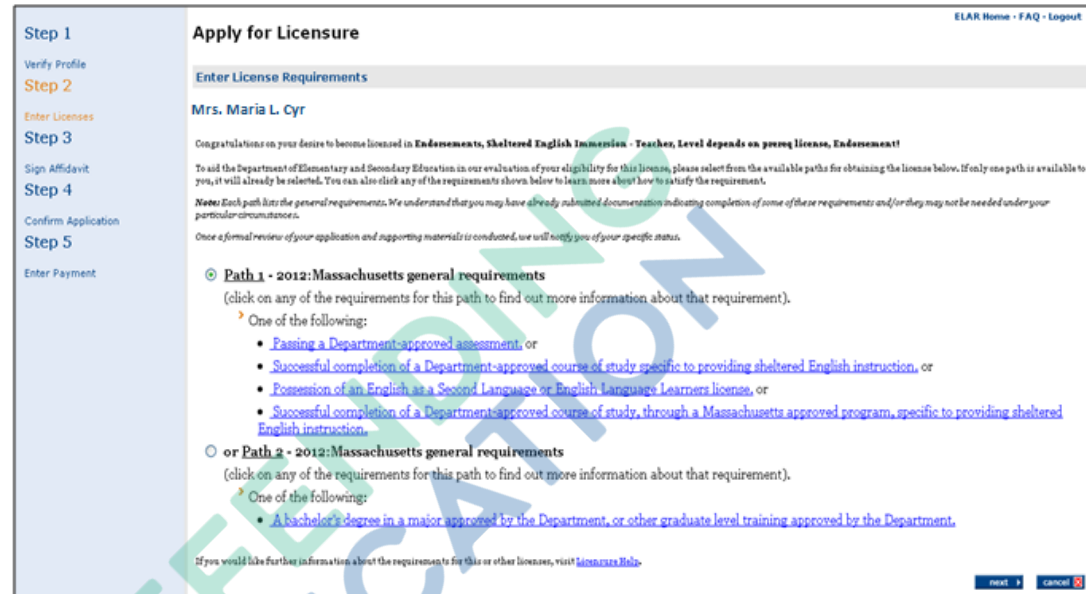 ELAR Home - FAQ - Logout
Step 1
Verify Profile
Step 2
Enter Licenses
Step 3
Sign Affidavit
Step 4
Confirm Application
Step 5
Enter Payment
Apply for Licensure
Enter License Requirements
Mrs. Maria L. Cyr
Congratulations on your desire to become licensed in Endorsements, Sheltered English Immersion - Teacher, Level depends on prereq license, Endorsement!
To aid the Department of Elementary and Secondary Education in our evaluation of your eligibility for this license, please select from the available paths for obtaining the license below. If only one path is available to
you, it will already be selected. You can also click any of the requirements shown below to learn more about how to satisfy the requirement.
Note: Each path lists the general requirements. We understand that you may have already submitted documentation indicating completion of some of these requirements and/or they may not be needed under your
particular circumstances.
Once a formal review of your application and supporting materials is conducted, we will notify you of your specific status.
Path 1 - 2012:Massachusetts general requirements
(click on any of the requirements for this path to find out more information about that requirement).
One of the following:
• Passing a Department-approved assessment, or
• Successful completion of a Department-approved course of study specific to providing sheltered English instruction, or
• Possession of an English as a Second Language or English Language Learners license, or
• Successful completion of a Department-approved course of study, through a Massachusetts approved program, specific to providing sheltered
English instruction.
or Path 2 - 2012:Massachusetts general requirements
(click on any of the requirements for this path to find out more information about that requirement).
One of the following:
• A bachelor's degree in a major approved by the Department, or other graduate level training approved by the Department.
If you would like further information about the requirements for this or other licenses, visit Licensure Help.
next
cancel